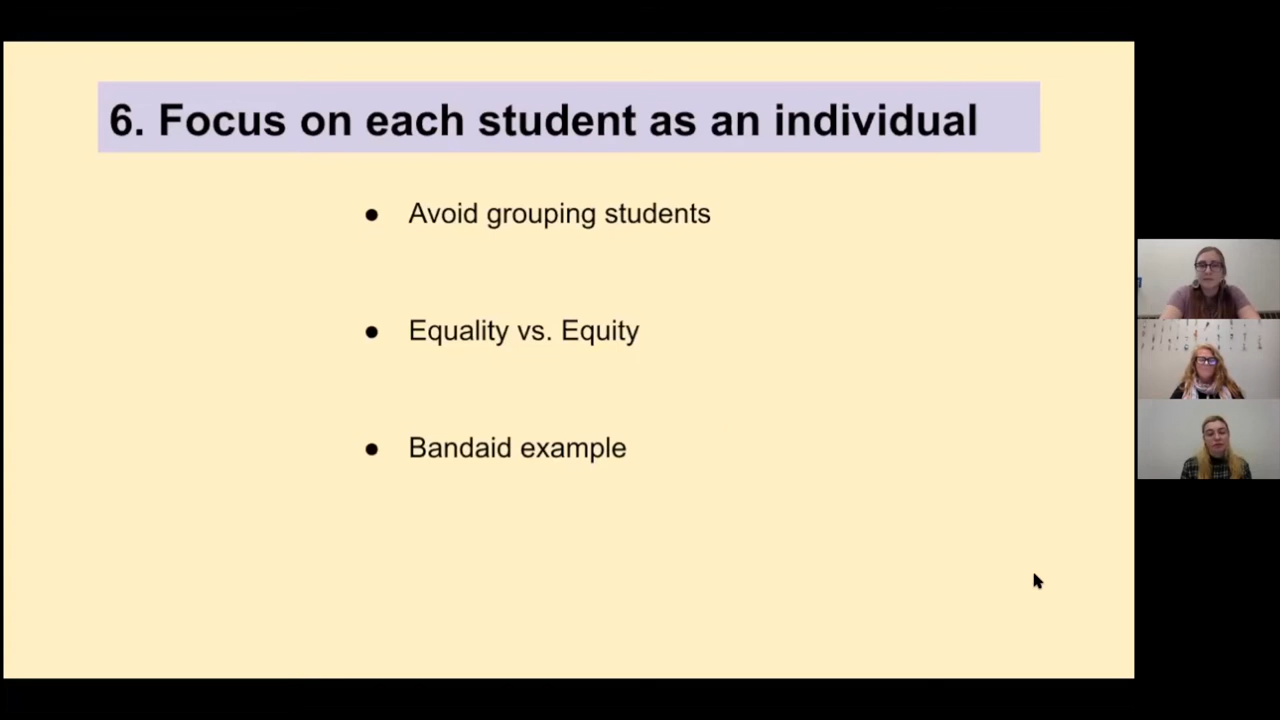 6. Focus on each student as an individual
● Avoid grouping students
● Equality vs. Equity
● Bandaid example